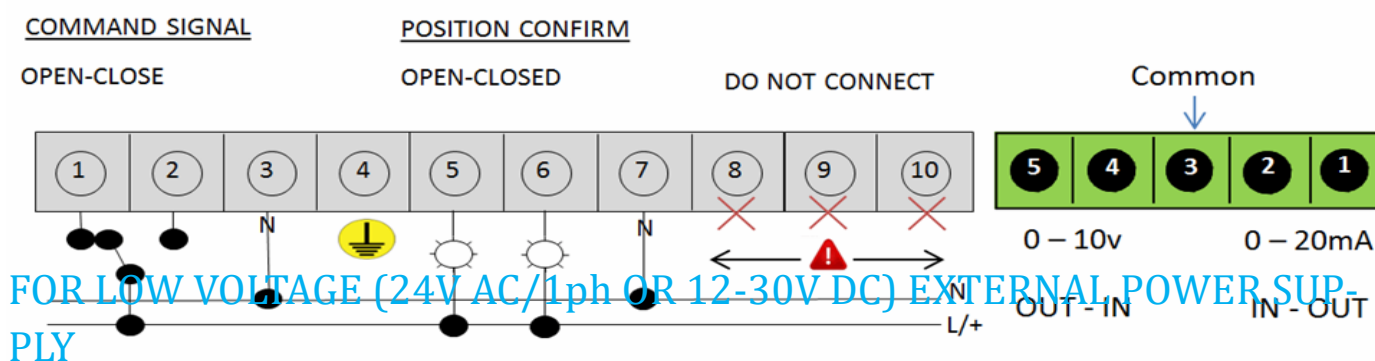 COMMAND SIGNAL POSITION CONFIRM
OPEN-CLOSE OPEN-CLOSED DO NOT CONNECT Common
1 2 3 4 5 6 7 8 9 10 5 4 3 2 1
N N
0 – 10v 0 – 20mA
FOR LOW VOLTAGE (24V AC/1ph OR 12-30V DC) EXTERNAL POWER SUP-
N OUT - IN IN - OUT
L/+
PLY